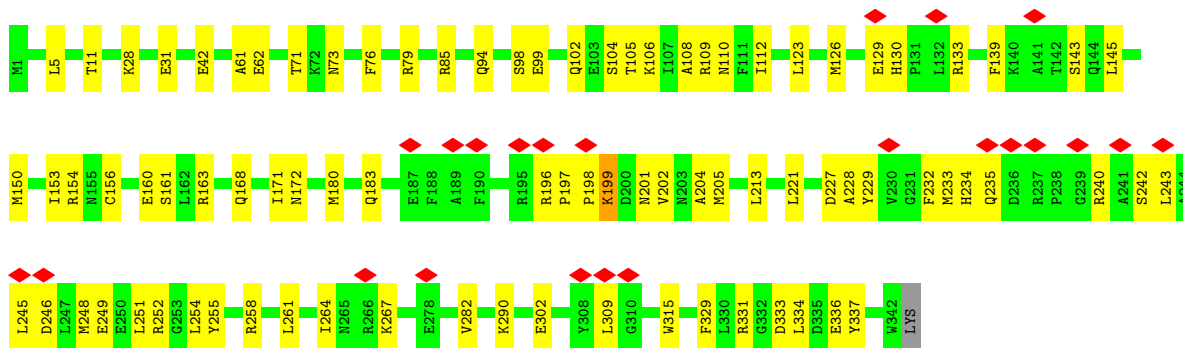 M1 L5 T11 K28 E31 E42 A61 E62 T71 K72 N73 F76 R79 R85 Q94 S98 E99 Q102 E103 S104 T105 K106 I107 A108 R109 N110 F111 I112 L123 M126 E129 H130 P131 L132 R133 F139 K140 A141 T142 S143 Q144 L145
M150 I153 R154 N155 C156 E160 S161 L162 R163 Q168 I171 N172 M180 Q183 E187 F188 A189 F190 R195 R196 P197 P198 K199 D200 N201 V202 N203 A204 M205 L213 L221 D227 A228 Y229 V230 G231 F232 M233 H234 Q235 D236 R237 P238 G239 R240 A241 S242 L243 A244
L245 D246 L247 M248 E249 E250 L251 R252 G253 L254 Y255 R258 L261 I264 N265 R266 K267 E278 V282 K290 E302 Y308 L309 G310 W315 F329 L330 R331 G332 D333 L334 D335 E336 Y337 W342 LYS